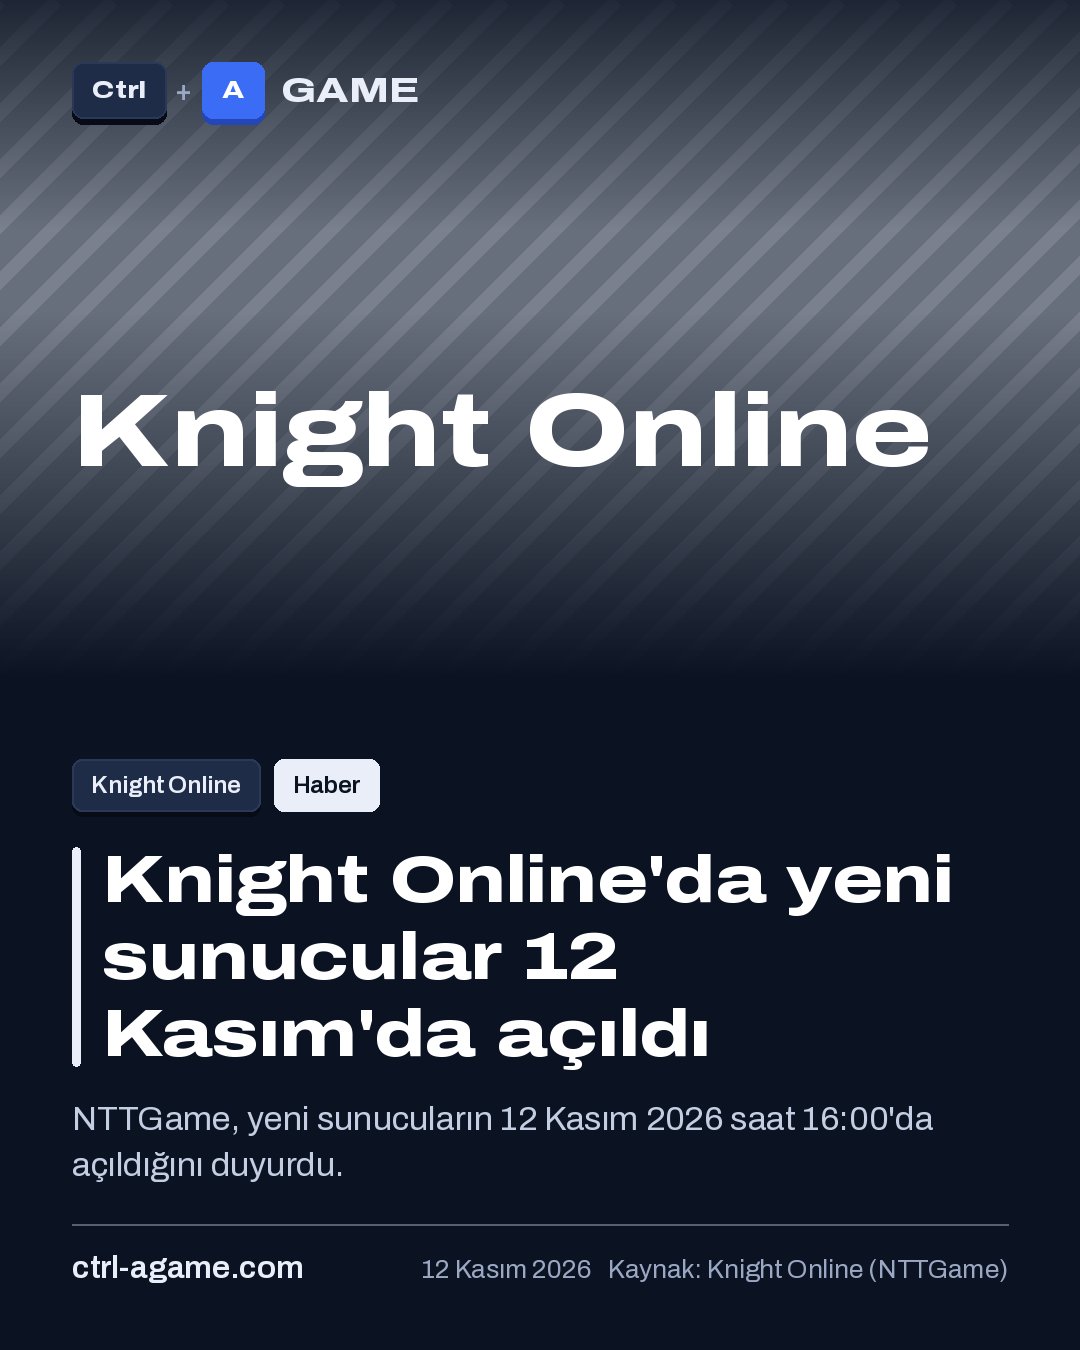 Ctrl + A GAME
Knight Online
Knight Online Haber
Knight Online'da yeni
sunucular 12
Kasım'da açıldı
NTTGame, yeni sunucuların 12 Kasım 2026 saat 16:00'da
açıldığını duyurdu.
ctrl-agame.com 12 Kasım 2026 Kaynak: Knight Online (NTTGame)